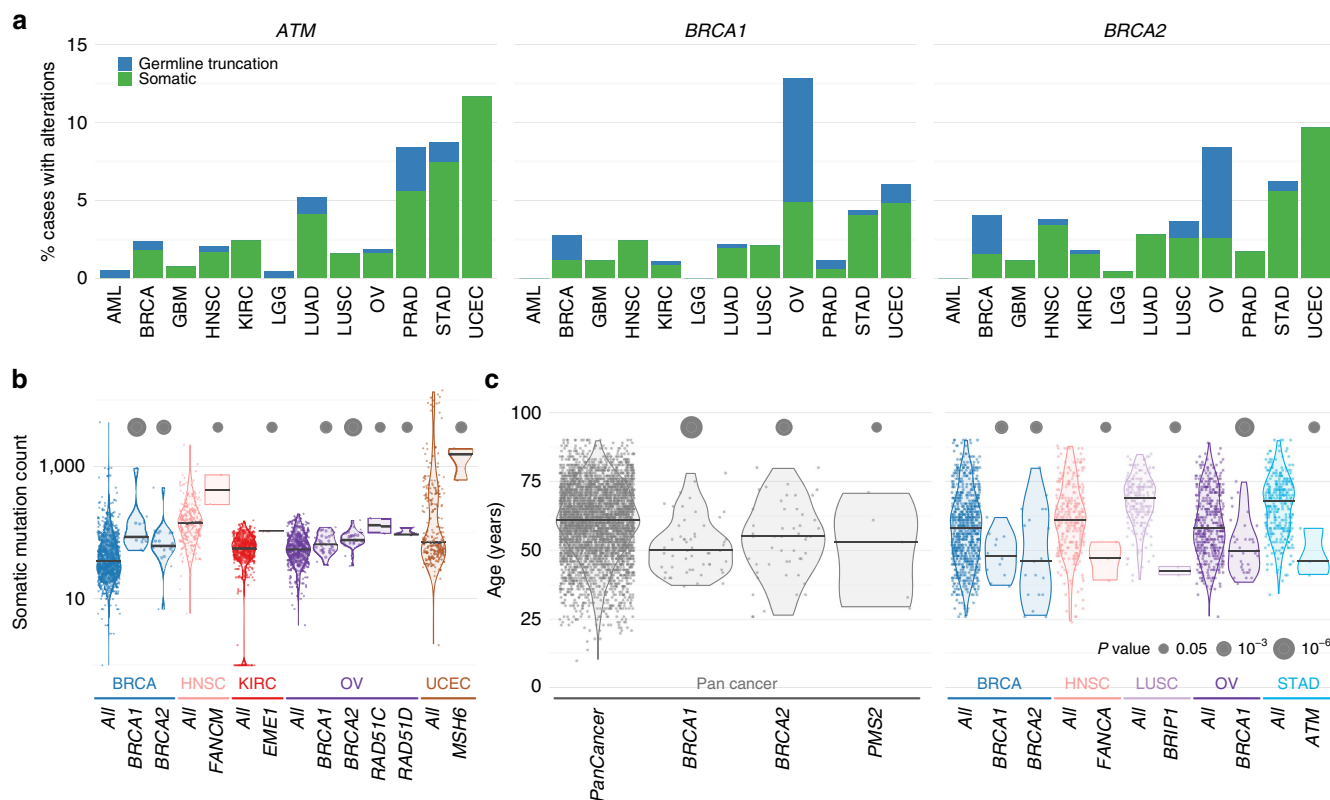 a
ATM
BRCA1
BRCA2
% cases with alterations
15
10
5
0
Germline truncation
Somatic
AML BRCA GBM HNSC KIRC LGG LUAD LUSC OV PRAD STAD UCEC
AML BRCA GBM HNSC KIRC LGG LUAD LUSC OV PRAD STAD UCEC
AML BRCA GBM HNSC KIRC LGG LUAD LUSC OV PRAD STAD UCEC
b
Somatic mutation count
1,000
10
BRCA HNSC KIRC OV UCEC
All BRCA1 BRCA2 All FANCM All EME1 All BRCA1 BRCA2 RAD51C RAD51D All MSH6
c
Age (years)
100
75
50
25
0
Pan cancer
PanCancer BRCA1 BRCA2 PMS2
P value 0.05 10⁻³ 10⁻⁶
BRCA HNSC LUSC OV STAD
All BRCA1 BRCA2 All FANCA All BRIP1 All BRCA1 All ATM